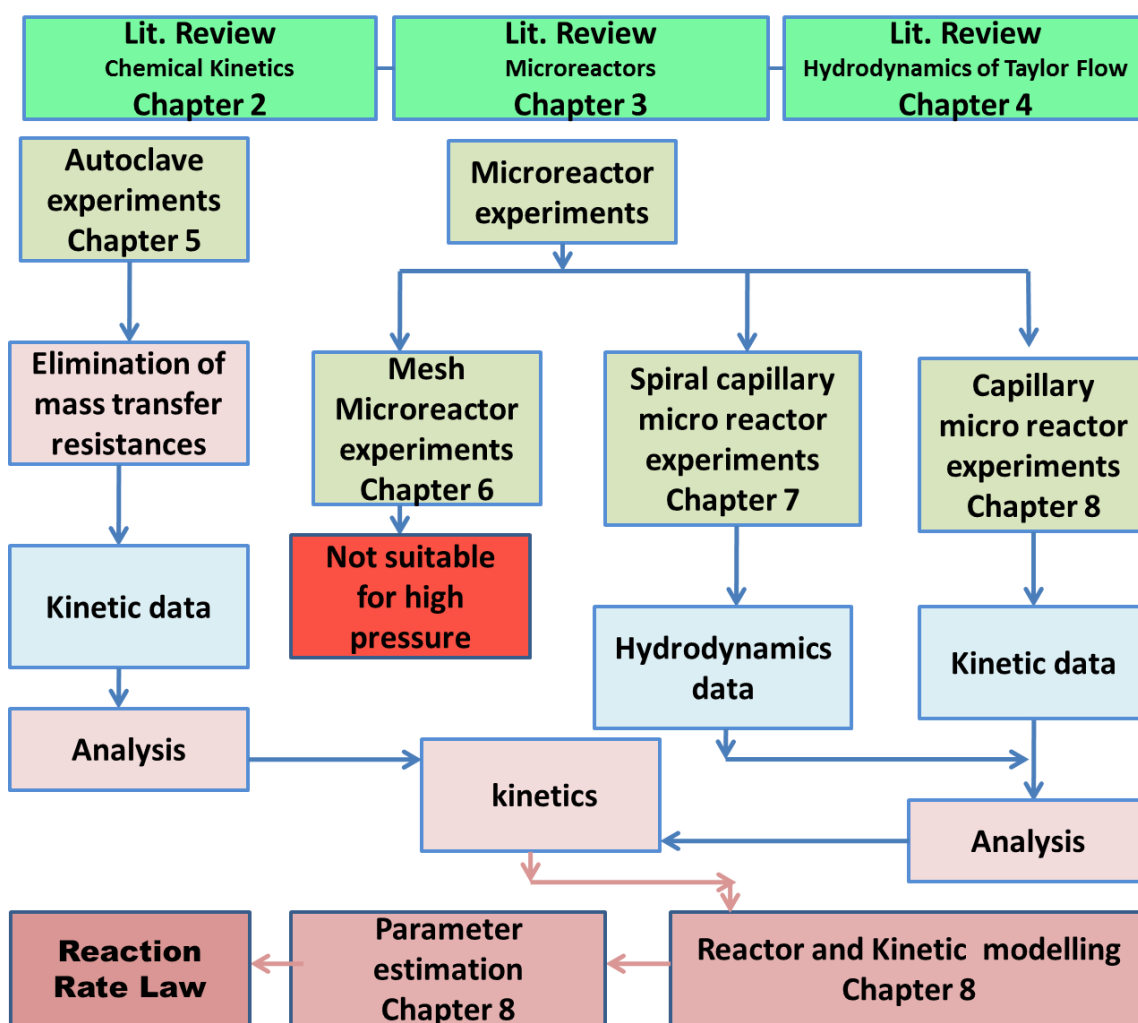 Lit. Review
Chemical Kinetics
Chapter 2
Lit. Review
Microreactors
Chapter 3
Lit. Review
Hydrodynamics of Taylor Flow
Chapter 4
Autoclave
experiments
Chapter 5
Microreactor
experiments
Elimination of
mass transfer
resistances
Mesh
Microreactor
experiments
Chapter 6
Spiral capillary
micro reactor
experiments
Chapter 7
Capillary
micro reactor
experiments
Chapter 8
Kinetic data
Not suitable
for high
pressure
Hydrodynamics
data
Kinetic data
Analysis
kinetics
Analysis
Reaction
Rate Law
Parameter
estimation
Chapter 8
Reactor and Kinetic modelling
Chapter 8